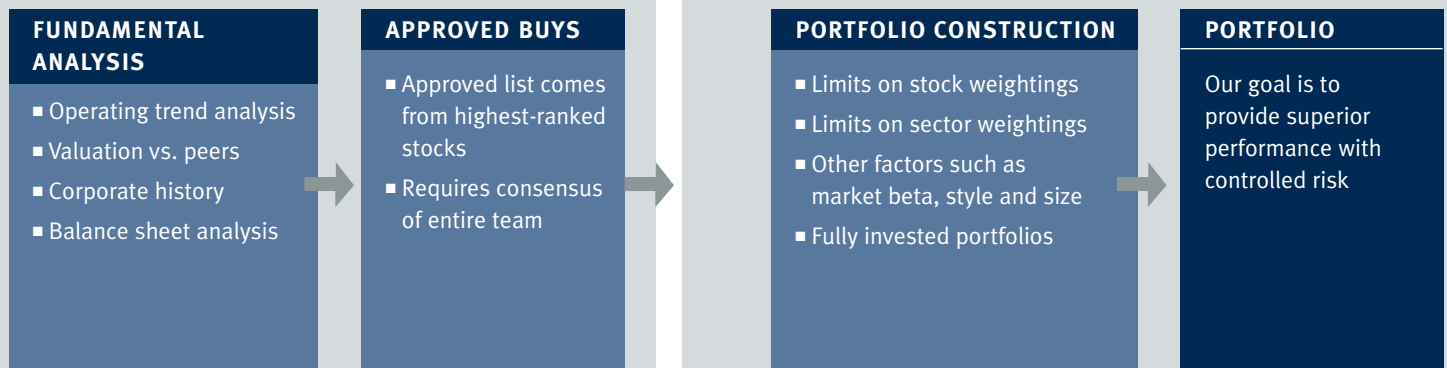 FUNDAMENTAL
ANALYSIS
■ Operating trend analysis
■ Valuation vs. peers
■ Corporate history
■ Balance sheet analysis
APPROVED BUYS
■ Approved list comes
from highest-ranked
stocks
■ Requires consensus
of entire team
PORTFOLIO CONSTRUCTION
■ Limits on stock weightings
■ Limits on sector weightings
■ Other factors such as
market beta, style and size
■ Fully invested portfolios
PORTFOLIO
Our goal is to
provide superior
performance with
controlled risk